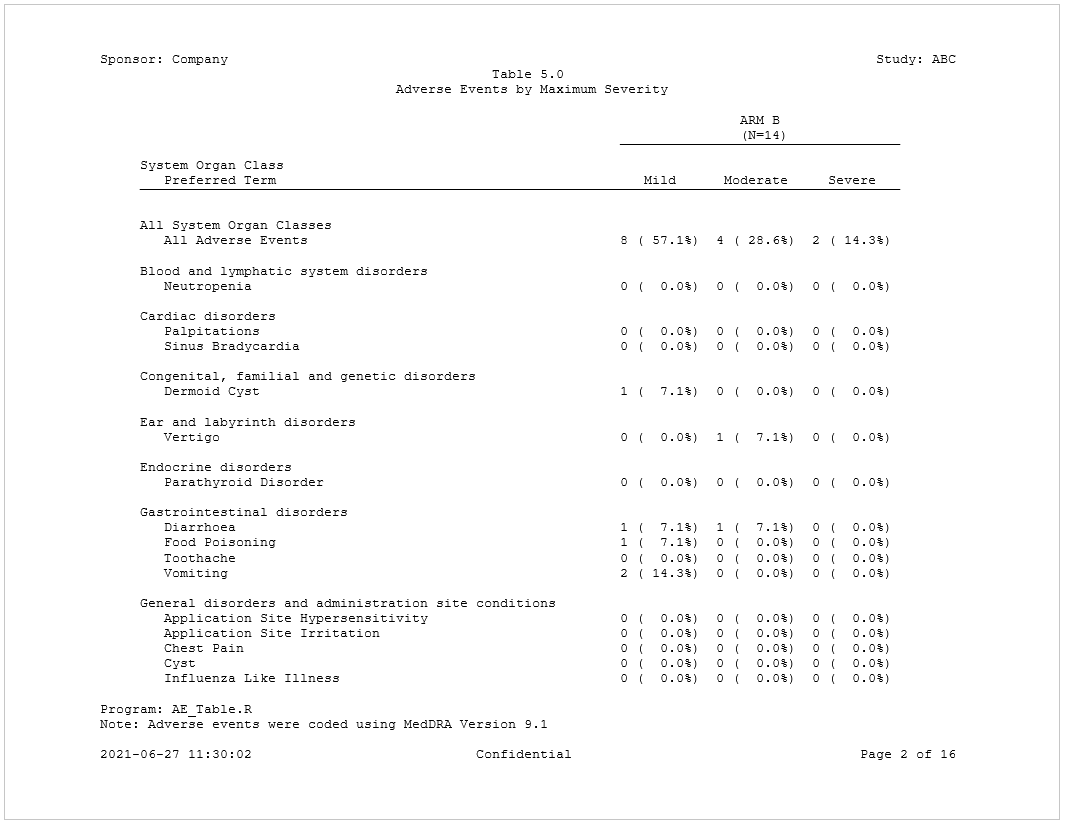 Sponsor: Company Study: ABC
Table 5.0
Adverse Events by Maximum Severity
ARM B
(N=14)
System Organ Class
Preferred Term Mild Moderate Severe
All System Organ Classes
All Adverse Events 8 ( 57.1%) 4 ( 28.6%) 2 ( 14.3%)
Blood and lymphatic system disorders
Neutropenia 0 ( 0.0%) 0 ( 0.0%) 0 ( 0.0%)
Cardiac disorders
Palpitations 0 ( 0.0%) 0 ( 0.0%) 0 ( 0.0%)
Sinus Bradycardia 0 ( 0.0%) 0 ( 0.0%) 0 ( 0.0%)
Congenital, familial and genetic disorders
Dermoid Cyst 1 ( 7.1%) 0 ( 0.0%) 0 ( 0.0%)
Ear and labyrinth disorders
Vertigo 0 ( 0.0%) 1 ( 7.1%) 0 ( 0.0%)
Endocrine disorders
Parathyroid Disorder 0 ( 0.0%) 0 ( 0.0%) 0 ( 0.0%)
Gastrointestinal disorders
Diarrhoea 1 ( 7.1%) 1 ( 7.1%) 0 ( 0.0%)
Food Poisoning 1 ( 7.1%) 0 ( 0.0%) 0 ( 0.0%)
Toothache 0 ( 0.0%) 0 ( 0.0%) 0 ( 0.0%)
Vomiting 2 ( 14.3%) 0 ( 0.0%) 0 ( 0.0%)
General disorders and administration site conditions
Application Site Hypersensitivity 0 ( 0.0%) 0 ( 0.0%) 0 ( 0.0%)
Application Site Irritation 0 ( 0.0%) 0 ( 0.0%) 0 ( 0.0%)
Chest Pain 0 ( 0.0%) 0 ( 0.0%) 0 ( 0.0%)
Cyst 0 ( 0.0%) 0 ( 0.0%) 0 ( 0.0%)
Influenza Like Illness 0 ( 0.0%) 0 ( 0.0%) 0 ( 0.0%)
Program: AE_Table.R
Note: Adverse events were coded using MedDRA Version 9.1
2021-06-27 11:30:02 Confidential Page 2 of 16